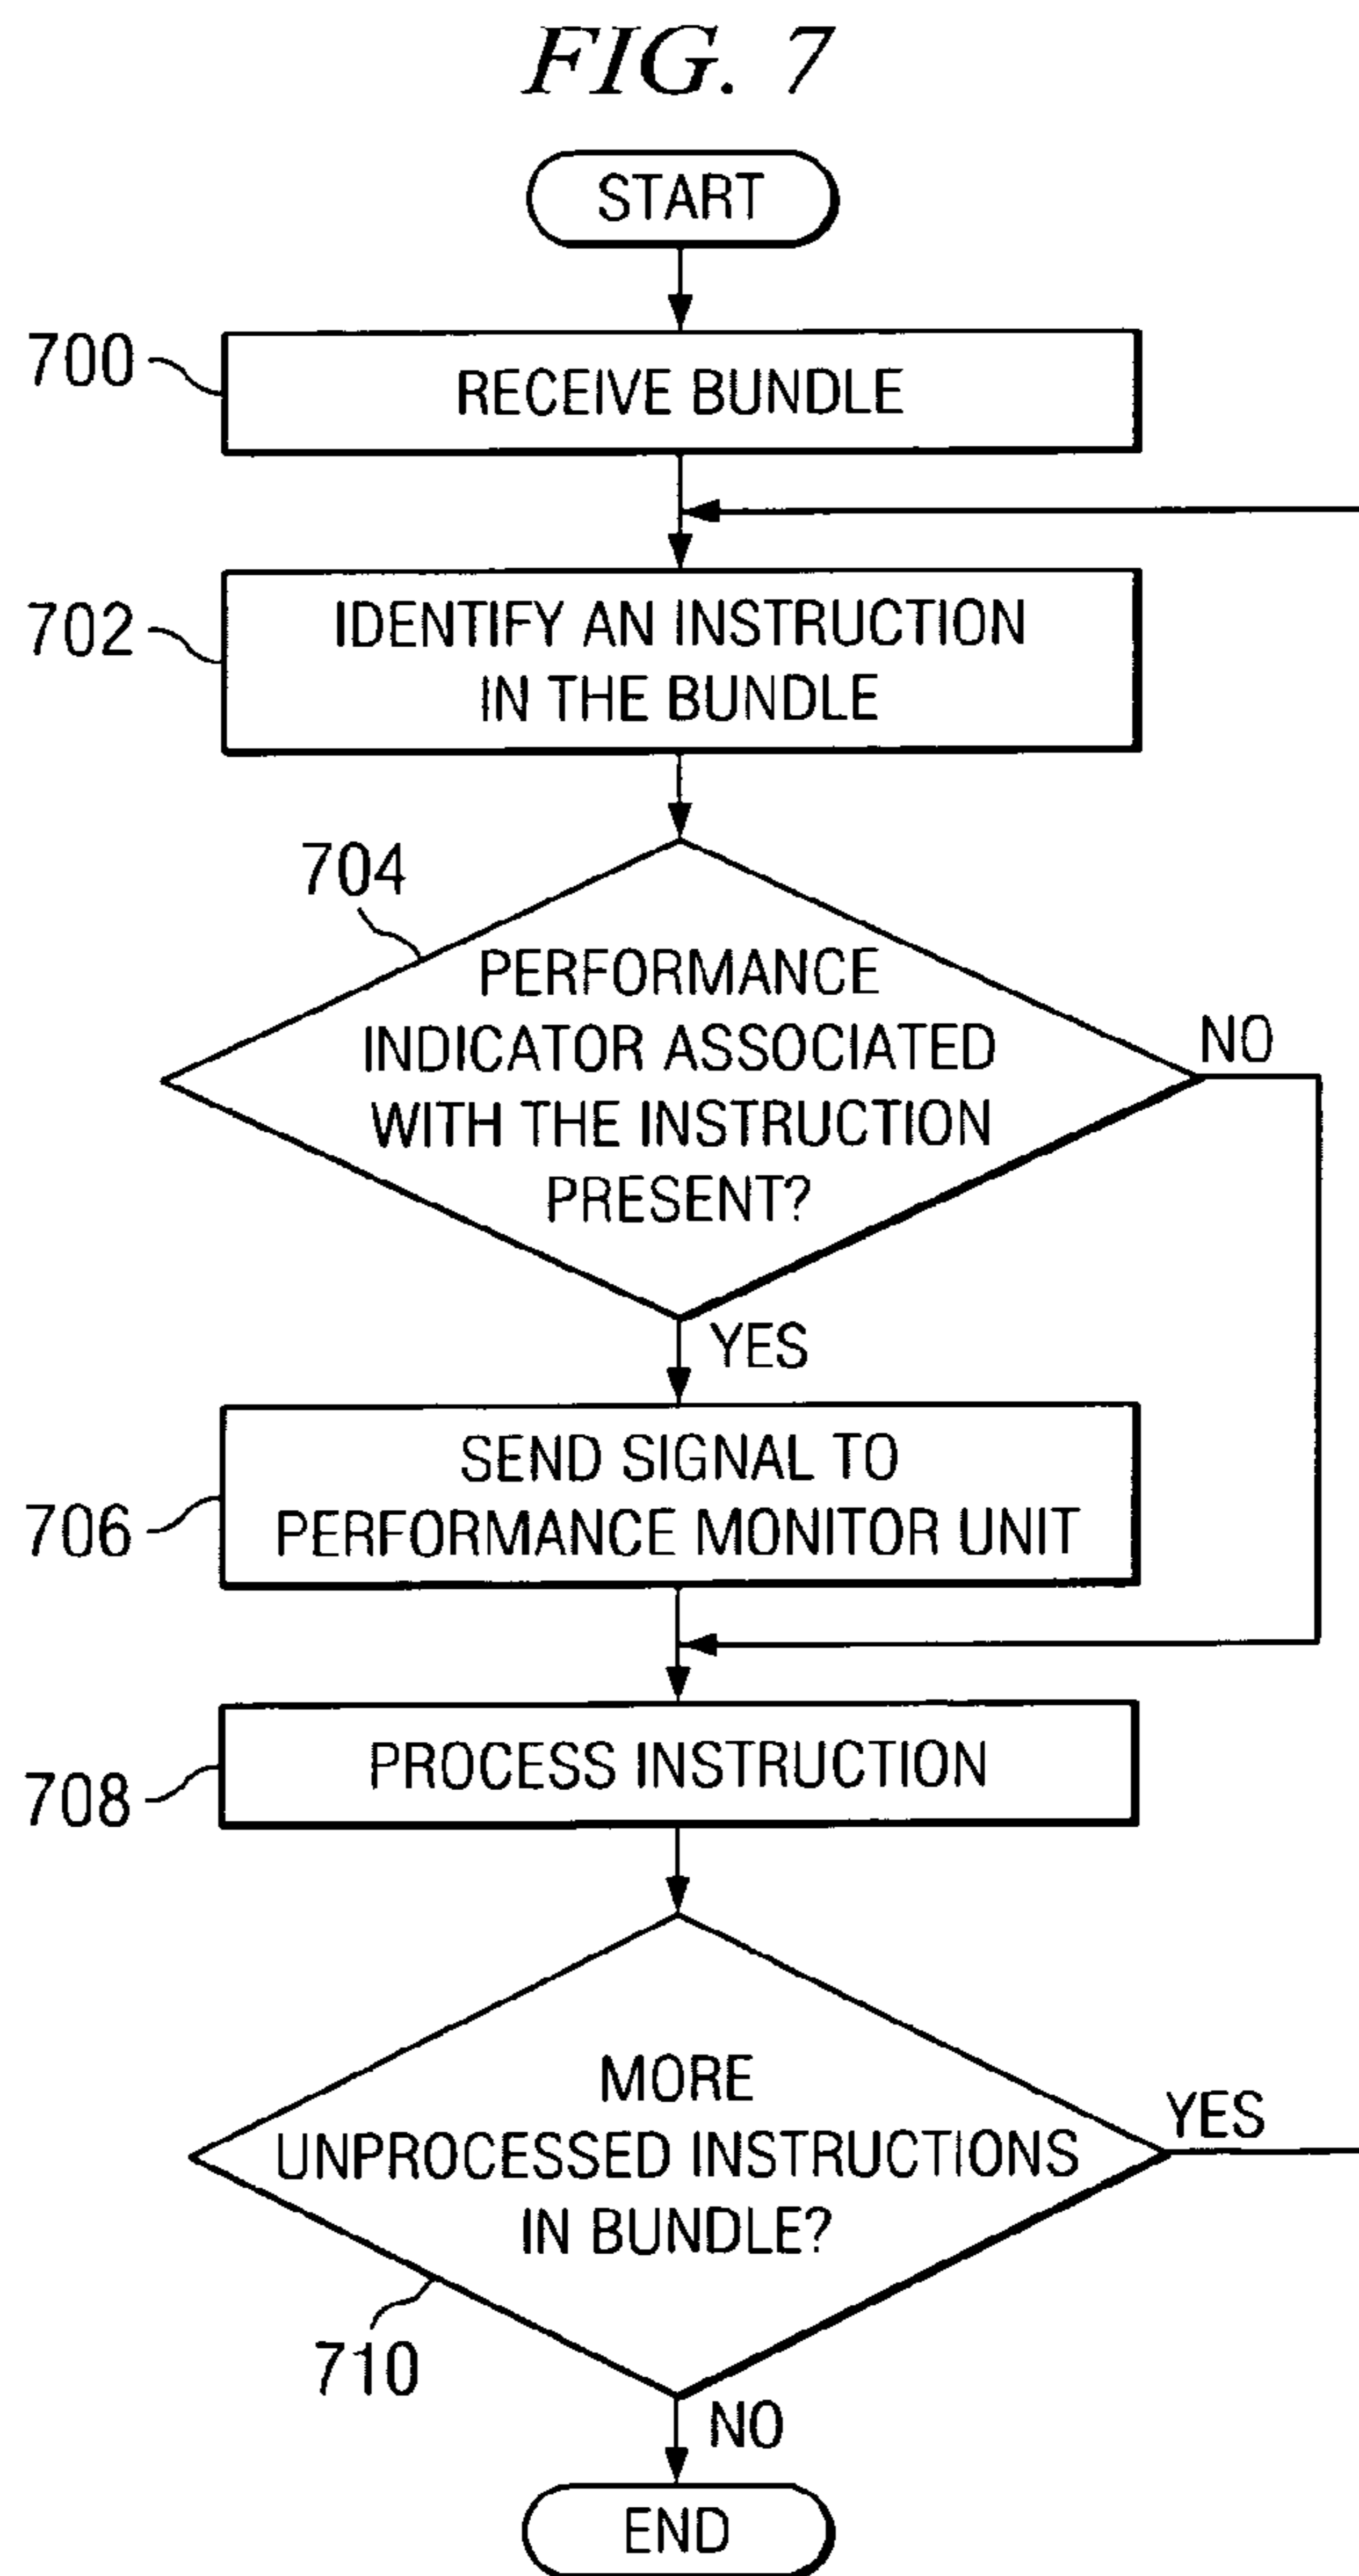 FIG. 7
START
700
RECEIVE BUNDLE
702
IDENTIFY AN INSTRUCTION
IN THE BUNDLE
704
PERFORMANCE
INDICATOR ASSOCIATED
WITH THE INSTRUCTION
PRESENT?
NO
YES
706
SEND SIGNAL TO
PERFORMANCE MONITOR UNIT
708
PROCESS INSTRUCTION
MORE
UNPROCESSED INSTRUCTIONS
IN BUNDLE?
YES
710
NO
END